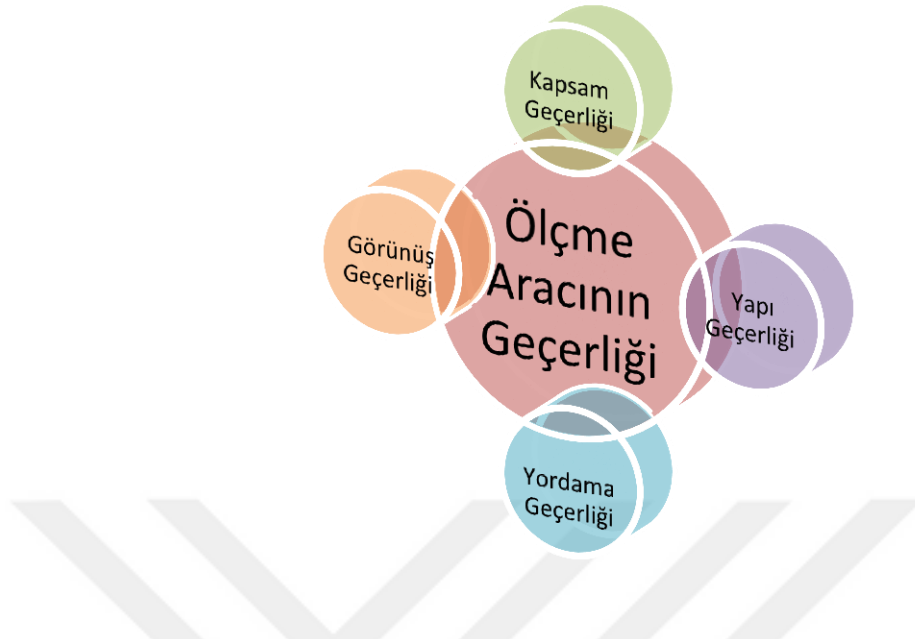 Kapsam
Geçerliği
Ölçme
Aracının
Geçerliği
Görünüş
Geçerliği
Yapı
Geçerliği
Yordama
Geçerliği